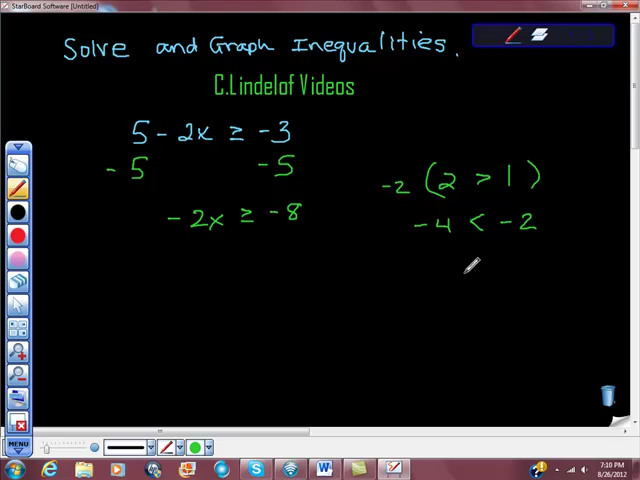 StarBoard Software [Untitled]
Solve and Graph Inequalities.
C.Lindelof Videos
5 - 2x ≥ -3
- 5 -5
- 2x ≥ -8
-2 (2 > 1)
-4 < -2
MENU
7:10 PM
8/26/2012